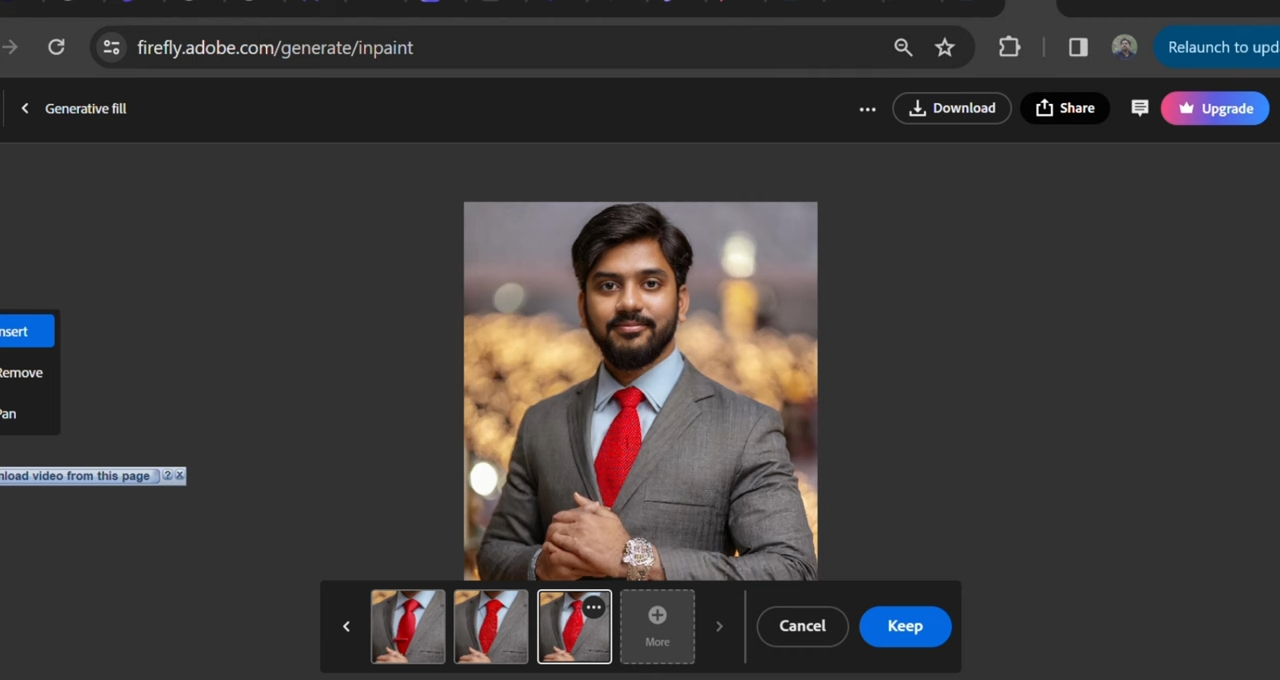 firefly.adobe.com/generate/inpaint
Relaunch to upd
Generative fill
Download
Share
Upgrade
nsert
Remove
Pan
nload video from this page
More
Cancel
Keep